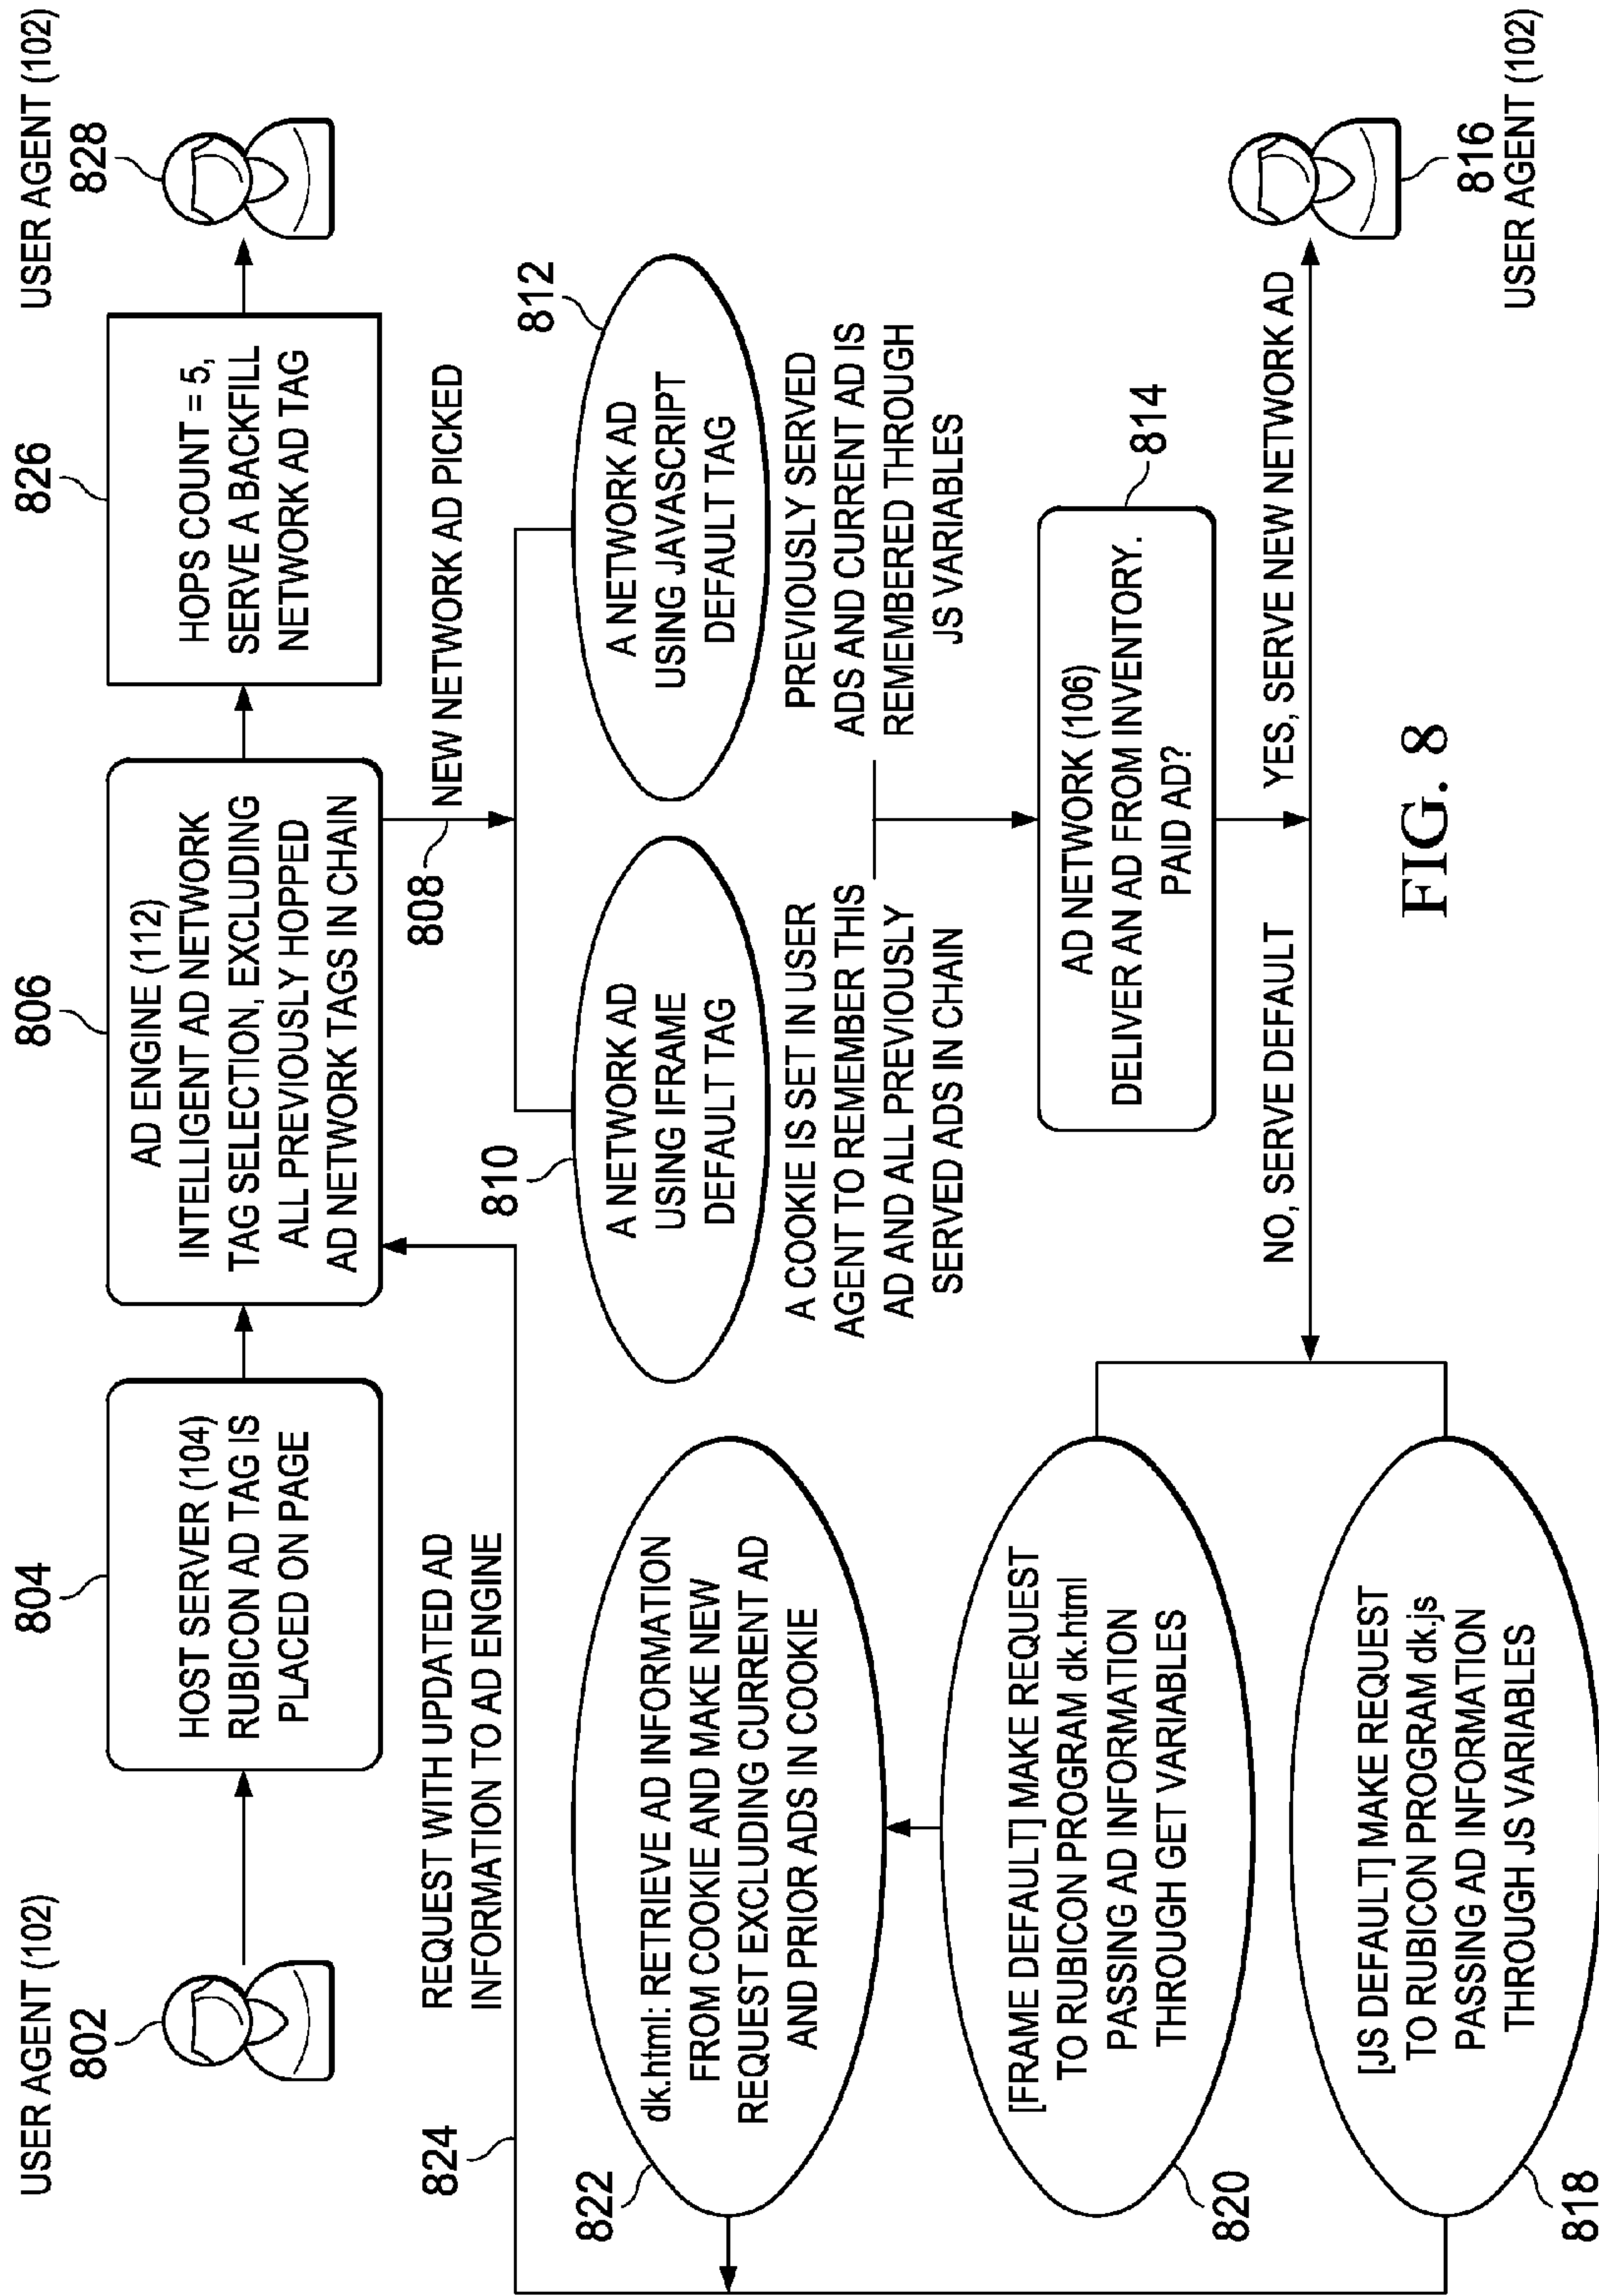 USER AGENT (102)
802
804
HOST SERVER (104)
RUBICON AD TAG IS
PLACED ON PAGE
806
AD ENGINE (112)
INTELLIGENT AD NETWORK
TAG SELECTION, EXCLUDING
ALL PREVIOUSLY HOPPED
AD NETWORK TAGS IN CHAIN
826
HOPS COUNT = 5,
SERVE A BACKFILL
NETWORK AD TAG
USER AGENT (102)
828
824
REQUEST WITH UPDATED AD
INFORMATION TO AD ENGINE
808
NEW NETWORK AD PICKED
810
A NETWORK AD
USING IFRAME
DEFAULT TAG
812
A NETWORK AD
USING JAVASCRIPT
DEFAULT TAG
A COOKIE IS SET IN USER
AGENT TO REMEMBER THIS
AD AND ALL PREVIOUSLY
SERVED ADS IN CHAIN
PREVIOUSLY SERVED
ADS AND CURRENT AD IS
REMEMBERED THROUGH
JS VARIABLES
822
dk.html: RETRIEVE AD INFORMATION
FROM COOKIE AND MAKE NEW
REQUEST EXCLUDING CURRENT AD
AND PRIOR ADS IN COOKIE
814
AD NETWORK (106)
DELIVER AN AD FROM INVENTORY.
PAID AD?
820
[FRAME DEFAULT] MAKE REQUEST
TO RUBICON PROGRAM dk.html
PASSING AD INFORMATION
THROUGH GET VARIABLES
NO, SERVE DEFAULT
YES, SERVE NEW NETWORK AD
818
[JS DEFAULT] MAKE REQUEST
TO RUBICON PROGRAM dk.js
PASSING AD INFORMATION
THROUGH JS VARIABLES
816
USER AGENT (102)
FIG. 8